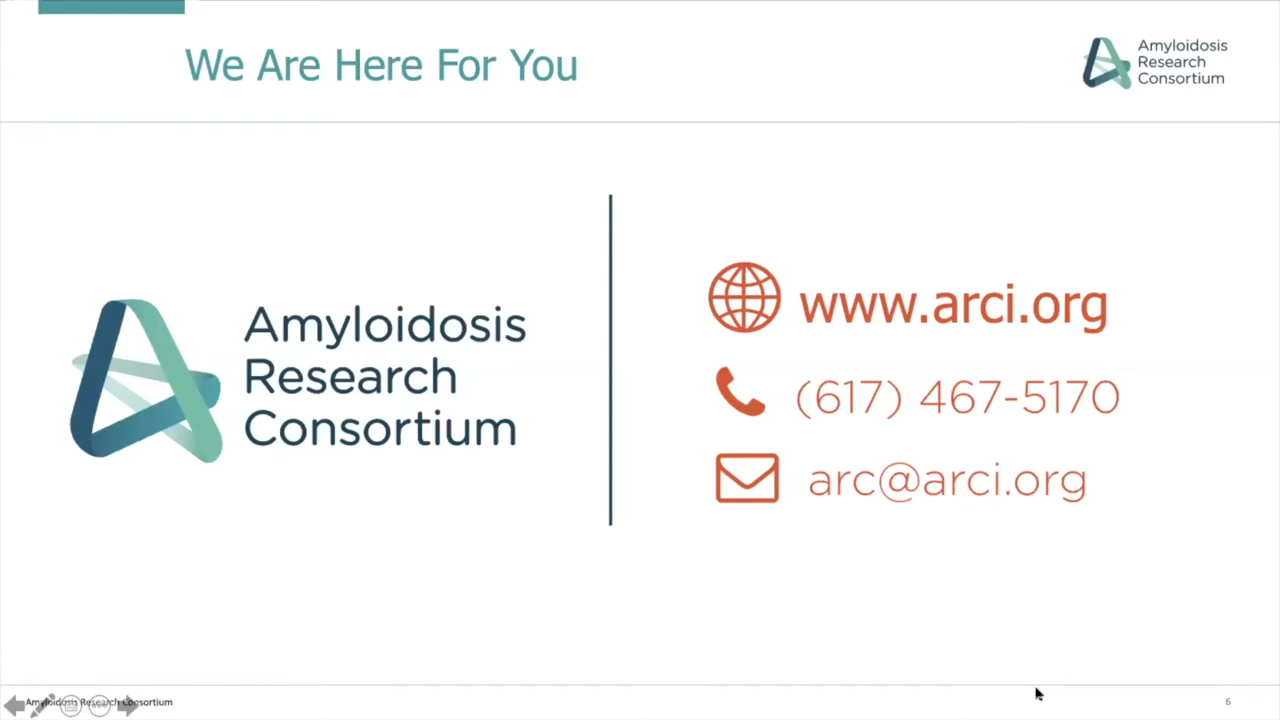 We Are Here For You
Amyloidosis
Research
Consortium
Amyloidosis
Research
Consortium
www.arci.org
(617) 467-5170
arc@arci.org
Amyloidosis Research Consortium
6